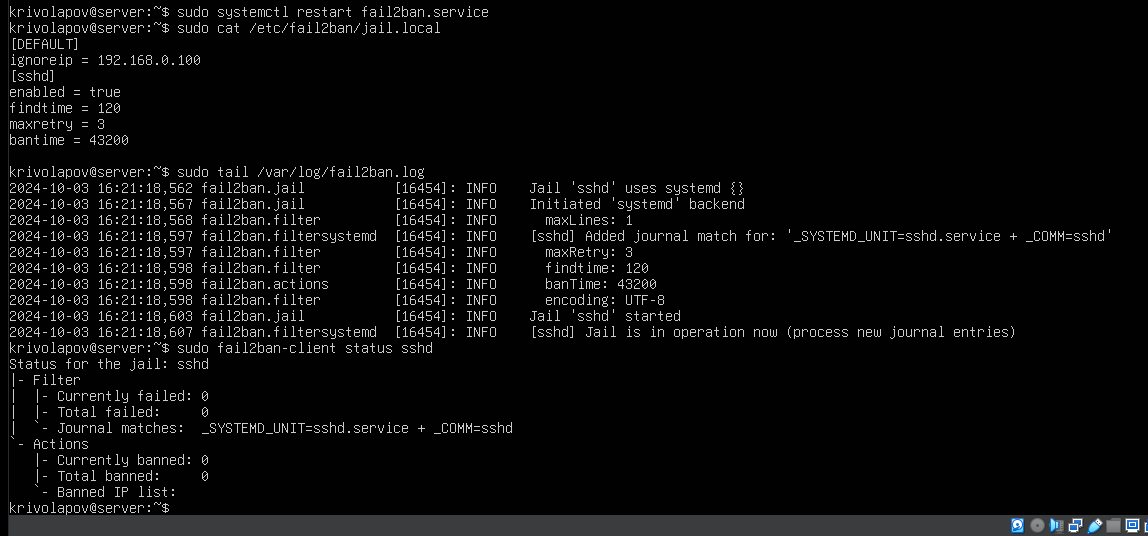 krivolapov@server:~$ sudo systemctl restart fail2ban.service
krivolapov@server:~$ sudo cat /etc/fail2ban/jail.local
[DEFAULT]
ignoreip = 192.168.0.100
[sshd]
enabled = true
findtime = 120
maxretry = 3
bantime = 43200

krivolapov@server:~$ sudo tail /var/log/fail2ban.log
2024-10-03 16:21:18,562 fail2ban.jail           [16454]: INFO    Jail 'sshd' uses systemd {}
2024-10-03 16:21:18,567 fail2ban.jail           [16454]: INFO    Initiated 'systemd' backend
2024-10-03 16:21:18,568 fail2ban.filter         [16454]: INFO      maxLines: 1
2024-10-03 16:21:18,597 fail2ban.filtersystemd  [16454]: INFO    [sshd] Added journal match for: '_SYSTEMD_UNIT=sshd.service + _COMM=sshd'
2024-10-03 16:21:18,597 fail2ban.filter         [16454]: INFO      maxRetry: 3
2024-10-03 16:21:18,598 fail2ban.filter         [16454]: INFO      findtime: 120
2024-10-03 16:21:18,598 fail2ban.actions        [16454]: INFO      banTime: 43200
2024-10-03 16:21:18,598 fail2ban.filter         [16454]: INFO      encoding: UTF-8
2024-10-03 16:21:18,603 fail2ban.jail           [16454]: INFO    Jail 'sshd' started
2024-10-03 16:21:18,607 fail2ban.filtersystemd  [16454]: INFO    [sshd] Jail is in operation now (process new journal entries)
krivolapov@server:~$ sudo fail2ban-client status sshd
Status for the jail: sshd
|- Filter
|  |- Currently failed: 0
|  |- Total failed:     0
|  `- Journal matches:  _SYSTEMD_UNIT=sshd.service + _COMM=sshd
`- Actions
   |- Currently banned: 0
   |- Total banned:     0
   `- Banned IP list:
krivolapov@server:~$